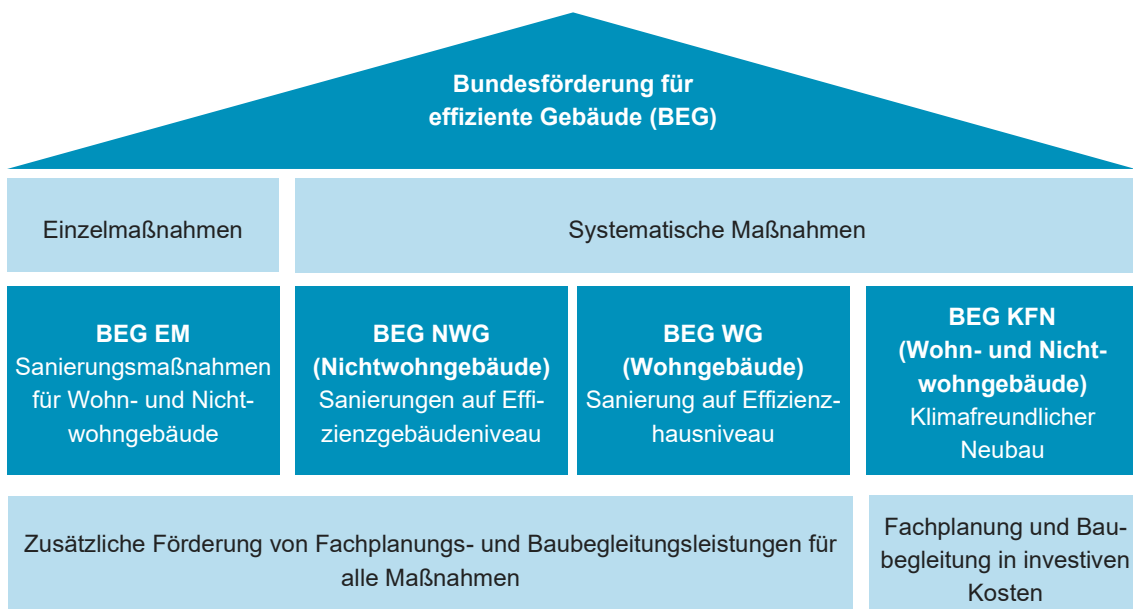 Bundesförderung für
effiziente Gebäude (BEG)
Einzelmaßnahmen
Systematische Maßnahmen
BEG EM
Sanierungsmaßnahmen
für Wohn- und Nicht-
wohngebäude
BEG NWG
(Nichtwohngebäude)
Sanierungen auf Effi-
zienzgebäudeniveau
BEG WG
(Wohngebäude)
Sanierung auf Effizienz-
hausniveau
BEG KFN
(Wohn- und Nicht-
wohngebäude)
Klimafreundlicher
Neubau
Zusätzliche Förderung von Fachplanungs- und Baubegleitungsleistungen für
alle Maßnahmen
Fachplanung und Bau-
begleitung in investiven
Kosten